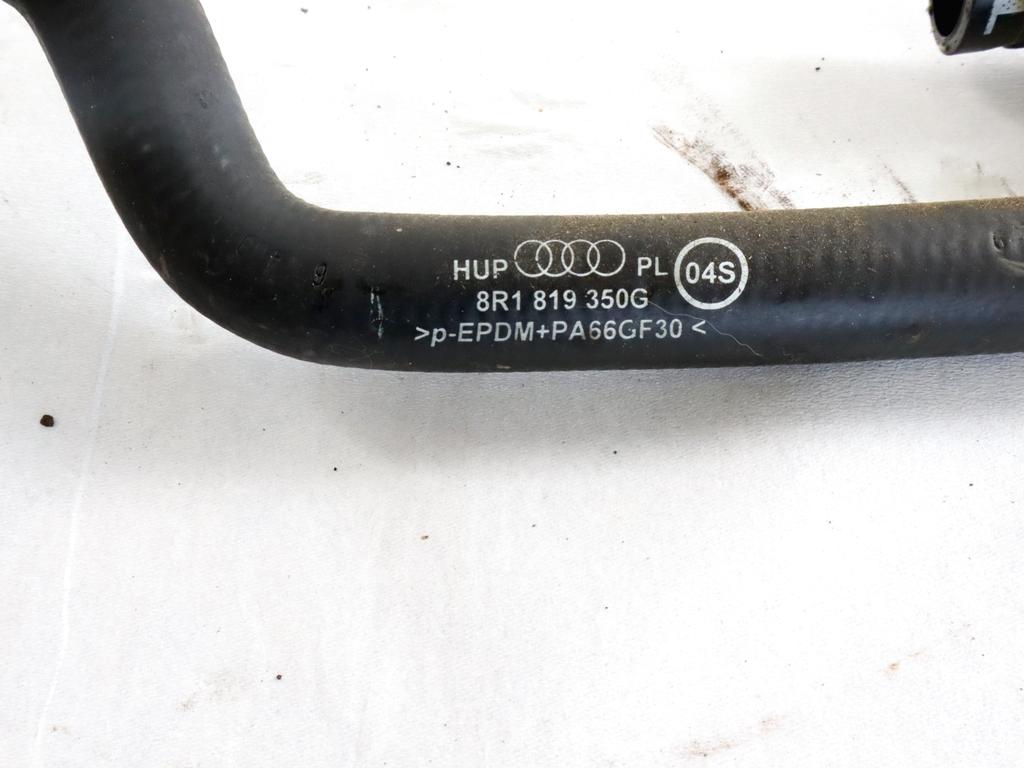 HUP PL 04S
8R1 819 350G
>p-EPDM+PA66GF30<